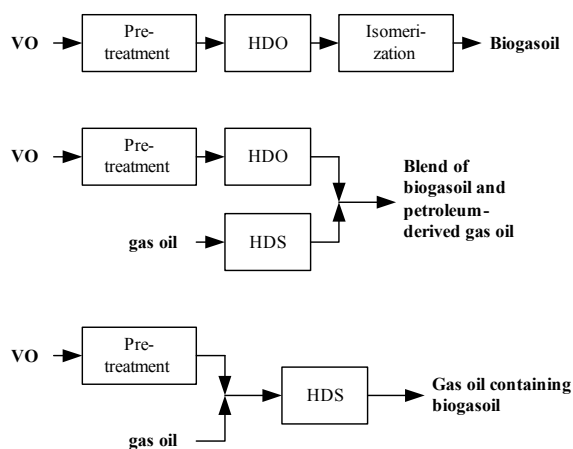 VO
Pre-
treatment
HDO
Isomeri-
zation
Biogasoil
VO
Pre-
treatment
HDO
gas oil
HDS
Blend of
biogasoil and
petroleum-
derived gas oil
VO
Pre-
treatment
gas oil
HDS
Gas oil containing
biogasoil